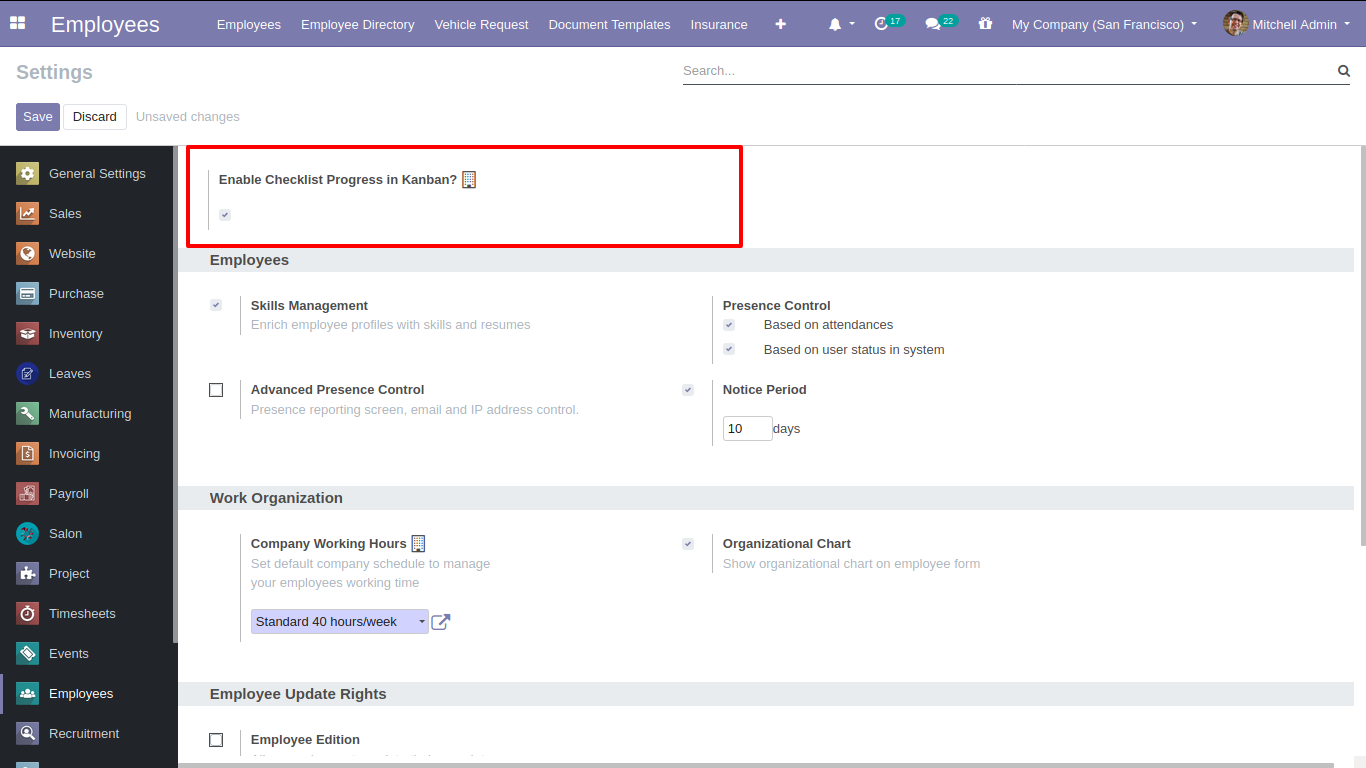 Employees
Employees Employee Directory Vehicle Request Document Templates Insurance
17
22
My Company (San Francisco)
Mitchell Admin
Settings
Search...
Save Discard Unsaved changes
General Settings
Sales
Website
Purchase
Inventory
Leaves
Manufacturing
Invoicing
Payroll
Salon
Project
Timesheets
Events
Employees
Recruitment
Enable Checklist Progress in Kanban?
Employees
Skills Management
Enrich employee profiles with skills and resumes
Presence Control
Based on attendances
Based on user status in system
Advanced Presence Control
Presence reporting screen, email and IP address control.
Notice Period
10 days
Work Organization
Company Working Hours
Set default company schedule to manage
your employees working time
Standard 40 hours/week
Organizational Chart
Show organizational chart on employee form
Employee Update Rights
Employee Edition